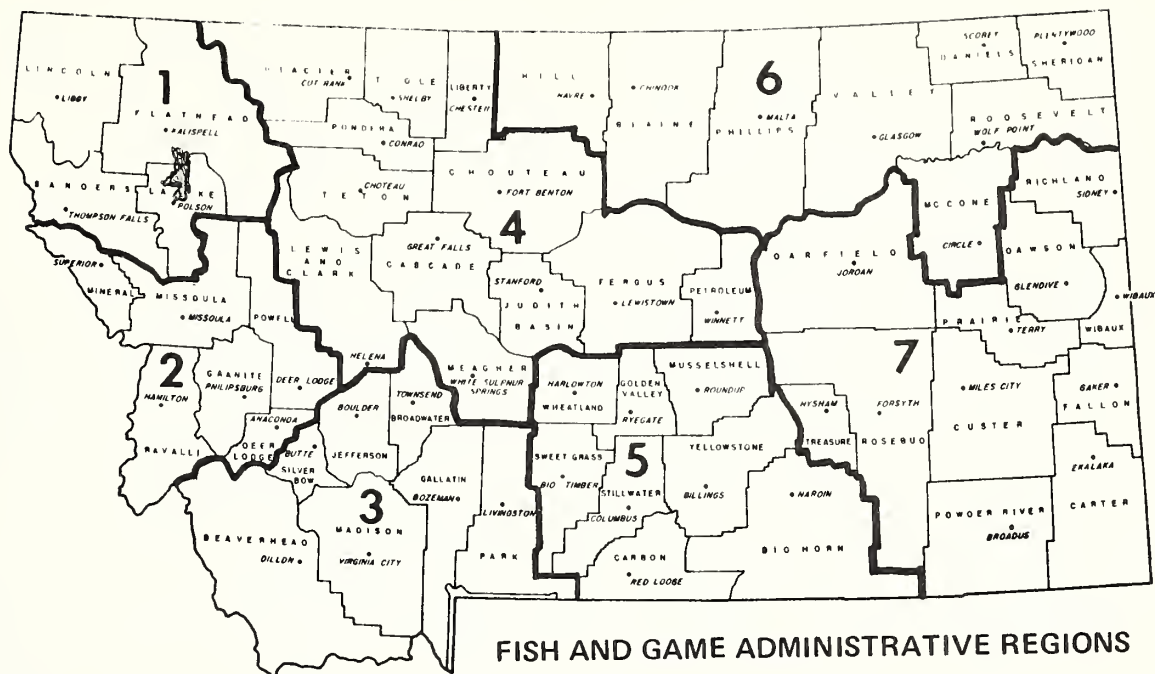 SCOBEY
DANIELS
PLENTYWOOD
SHERIDAN
LINCOLN
LIBBY
1
FLATHEAD
KALISPELL
GLACIER
CUT BANK
SHELBY
LIBERTY
CHESTER
HILL
HAVRE
CHINOOK
BLAINE
6
MALTA
PHILLIPS
VALLEY
GLASGOW
ROOSEVELT
WOLF POINT
PONDERA
CONRAD
SANDERS
LAKE
POLSON
THOMPSON FALLS
CHOTEAU
TETON
CHOUTEAU
FORT BENTON
4
RICHLAND
SIDNEY
MCCONE
CIRCLE
DAWSON
GLENDIVE
WIBAUX
WIBAUX
LEWIS
AND
CLARK
GREAT FALLS
CASCADE
STANFORD
JUDITH
BASIN
FERGUS
LEWISTOWN
PETROLEUM
WINNETT
GARFIELD
JORDAN
PRAIRIE
TERRY
SUPERIOR
MINERAL
MISSOULA
MISSOULA
POWELL
HELENA
MEAGHER
WHITE SULPHUR
SPRINGS
2
HAMILTON
RAVALLI
GRANITE
PHILIPSBURG
DEER LODGE
ANACONDA
DEER
LODGE
BUTTE
SILVER
BOW
BOULDER
JEFFERSON
TOWNSEND
BROADWATER
HARLOWTON
WHEATLAND
GOLDEN
VALLEY
RYEGATE
MUSSELSHELL
ROUNDUP
7
HYSHAM
TREASURE
FORSYTH
ROSEBUD
MILES CITY
CUSTER
BAKER
FALLON
EKALAKA
CARTER
POWDER RIVER
BROADUS
SWEET GRASS
BIG TIMBER
5
STILLWATER
COLUMBUS
YELLOWSTONE
BILLINGS
HARDIN
BIG HORN
CARBON
RED LODGE
GALLATIN
BOZEMAN
LIVINGSTON
PARK
3
MADISON
VIRGINIA CITY
BEAVERHEAD
DILLON
FISH AND GAME ADMINISTRATIVE REGIONS